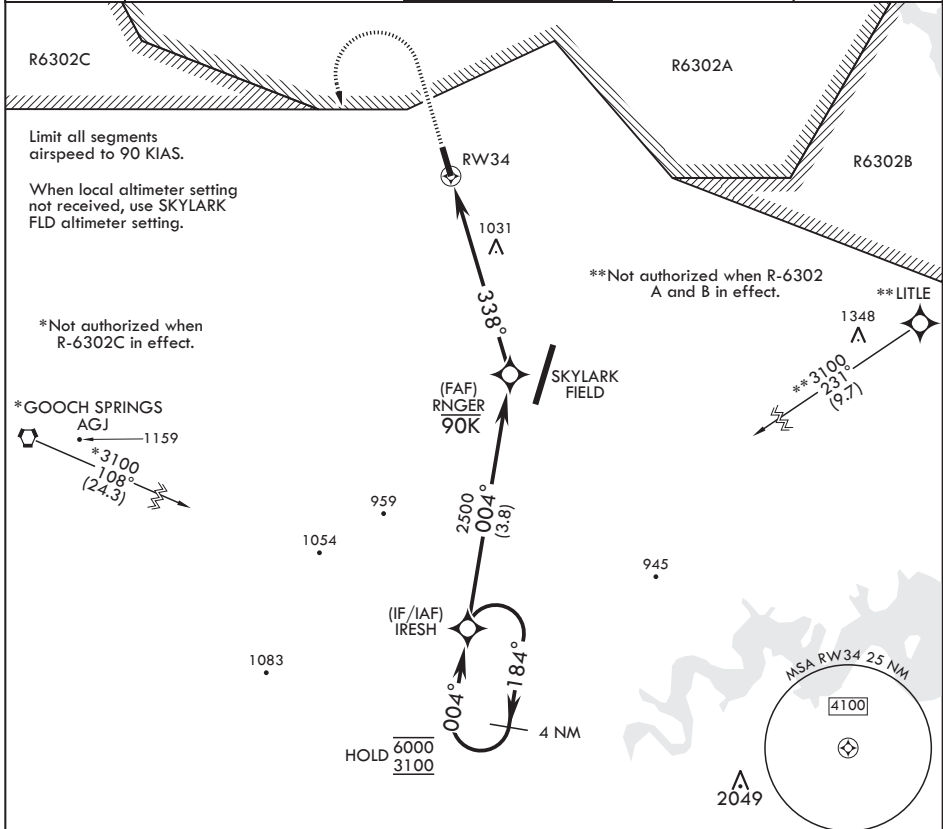 R6302C
R6302A
R6302B
Limit all segments
airspeed to 90 KIAS.
When local altimeter setting
not received, use SKYLARK
FLD altimeter setting.
RW34
1031
338°
**Not authorized when R-6302
A and B in effect.
**LITLE
1348
**3100
231°
(9.7)
*Not authorized when
R-6302C in effect.
*GOOCH SPRINGS
AGJ
1159
*3100
108°
(24.3)
(FAF)
RNGER
90K
SKYLARK
FIELD
2500
004°
(3.8)
959
1054
945
(IF/IAF)
IRESH
1083
184°
004°
4 NM
HOLD 6000
3100
MSA RW34 25 NM
4100
2049